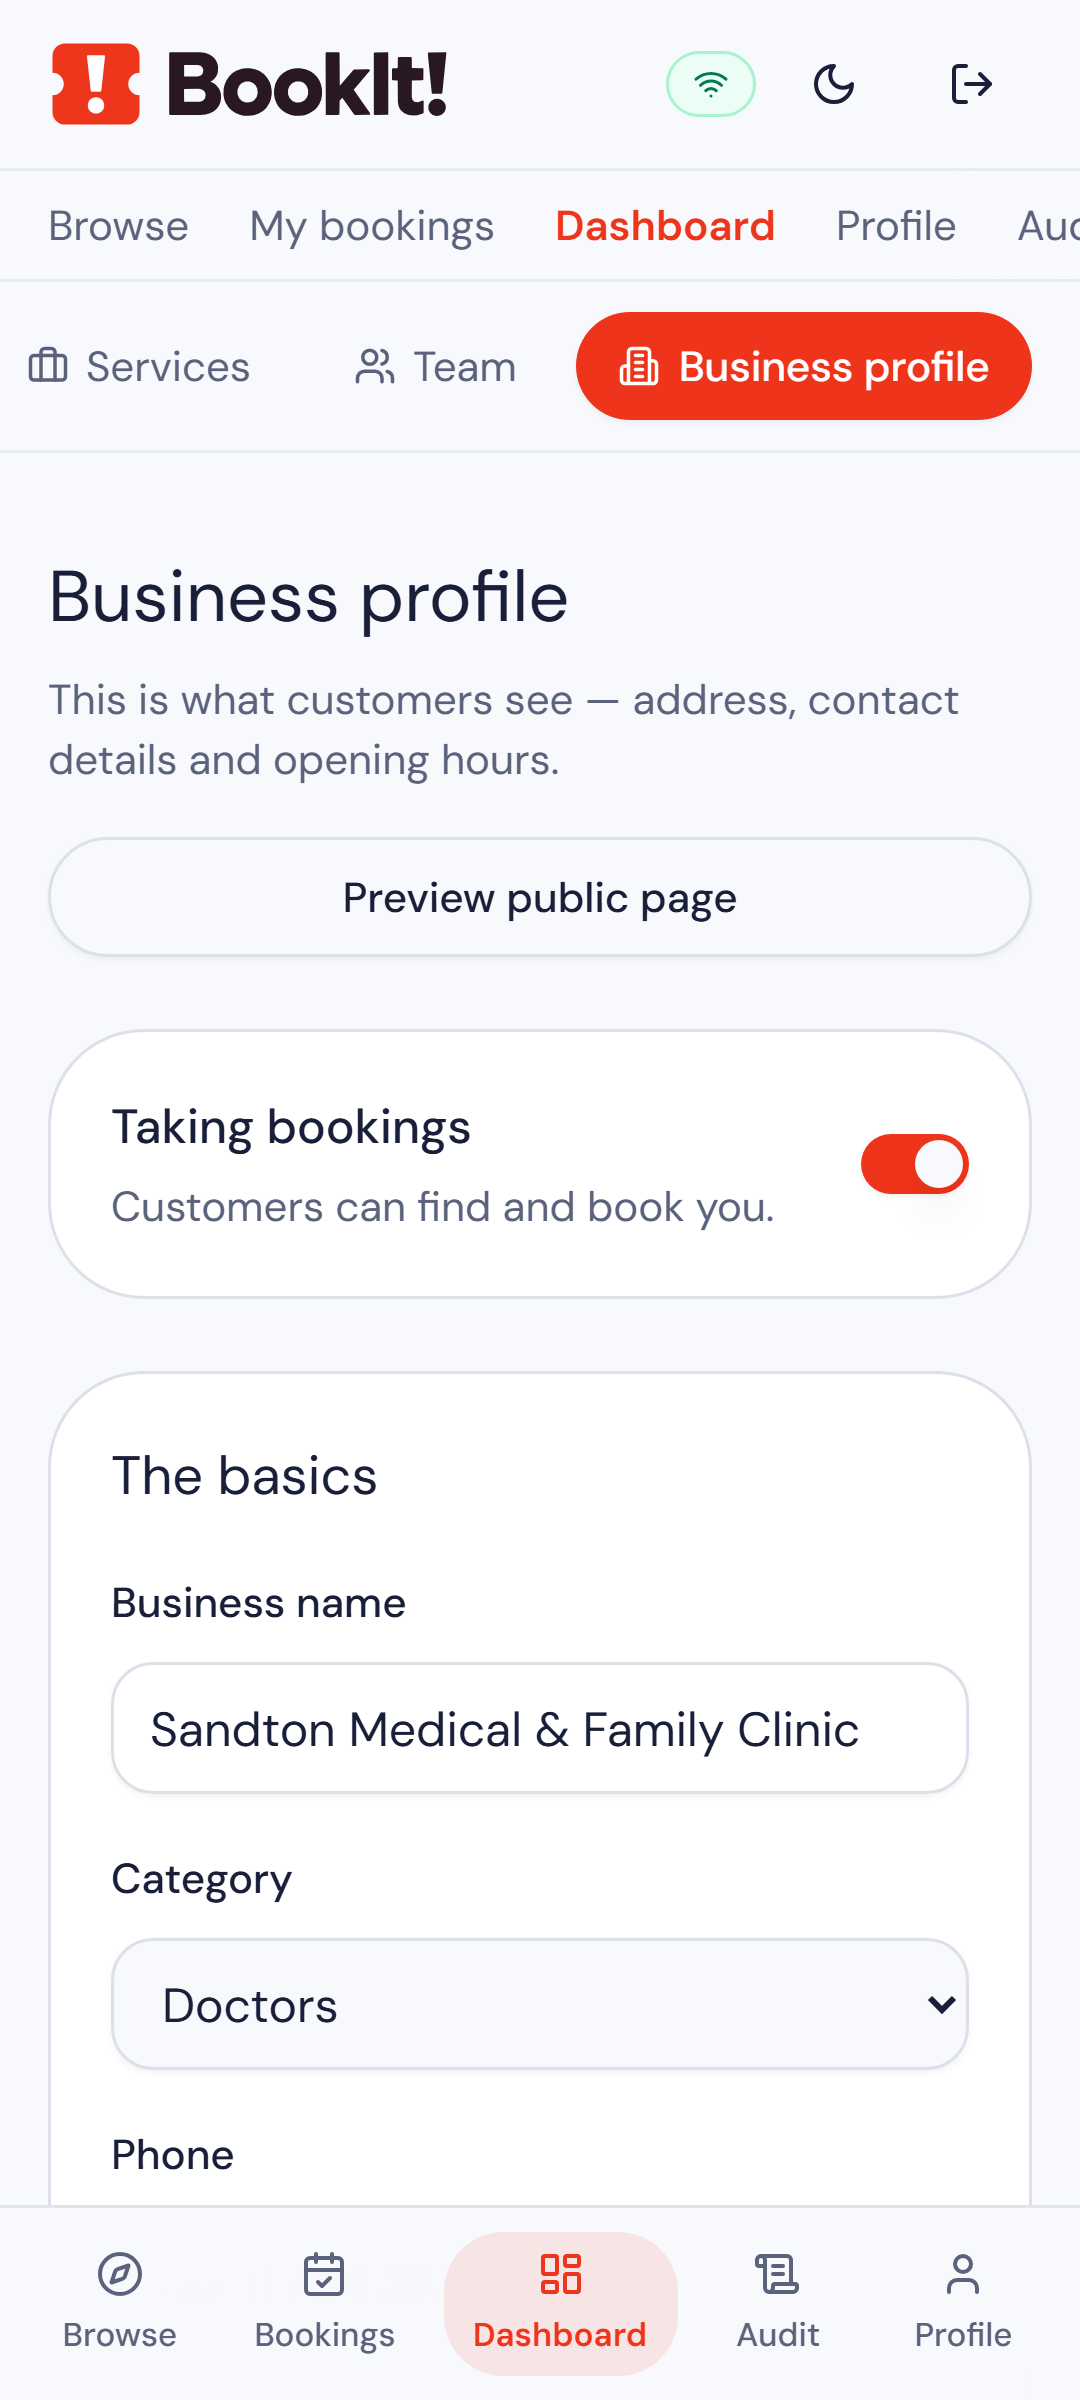 BookIt!
Browse My bookings Dashboard Profile
Services Team Business profile
Business profile
This is what customers see — address, contact
details and opening hours.
Preview public page
Taking bookings
Customers can find and book you.
The basics
Business name
Sandton Medical & Family Clinic
Category
Doctors
Phone
Browse Bookings Dashboard Audit Profile